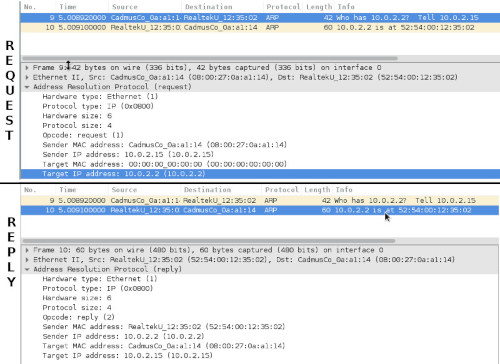 REQUEST
No. Time Source Destination Protocol Length Info
9 5.008920000 CadmusCo_0a:a1:1 RealtekU_12:35:02 ARP 42 Who has 10.0.2.2? Tell 10.0.2.15
10 5.009100000 RealtekU_12:35:0 CadmusCo_0a:a1:14 ARP 60 10.0.2.2 is at 52:54:00:12:35:02
Frame 9: 42 bytes on wire (336 bits), 42 bytes captured (336 bits) on interface 0
Ethernet II, Src: CadmusCo_0a:a1:14 (08:00:27:0a:a1:14), Dst: RealtekU_12:35:02 (52:54:00:12:35:02)
Address Resolution Protocol (request)
Hardware type: Ethernet (1)
Protocol type: IP (0x0800)
Hardware size: 6
Protocol size: 4
Opcode: request (1)
Sender MAC address: CadmusCo_0a:a1:14 (08:00:27:0a:a1:14)
Sender IP address: 10.0.2.15 (10.0.2.15)
Target MAC address: 00:00:00_00:00:00 (00:00:00:00:00:00)
Target IP address: 10.0.2.2 (10.0.2.2)
REPLY
No. Time Source Destination Protocol Length Info
9 5.008920000 CadmusCo_0a:a1:1 RealtekU_12:35:02 ARP 42 Who has 10.0.2.2? Tell 10.0.2.15
10 5.009100000 RealtekU_12:35:0 CadmusCo_0a:a1:14 ARP 60 10.0.2.2 is at 52:54:00:12:35:02
Frame 10: 60 bytes on wire (480 bits), 60 bytes captured (480 bits) on interface 0
Ethernet II, Src: RealtekU_12:35:02 (52:54:00:12:35:02), Dst: CadmusCo_0a:a1:14 (08:00:27:0a:a1:14)
Address Resolution Protocol (reply)
Hardware type: Ethernet (1)
Protocol type: IP (0x0800)
Hardware size: 6
Protocol size: 4
Opcode: reply (2)
Sender MAC address: RealtekU_12:35:02 (52:54:00:12:35:02)
Sender IP address: 10.0.2.2 (10.0.2.2)
Target MAC address: CadmusCo_0a:a1:14 (08:00:27:0a:a1:14)
Target IP address: 10.0.2.15 (10.0.2.15)